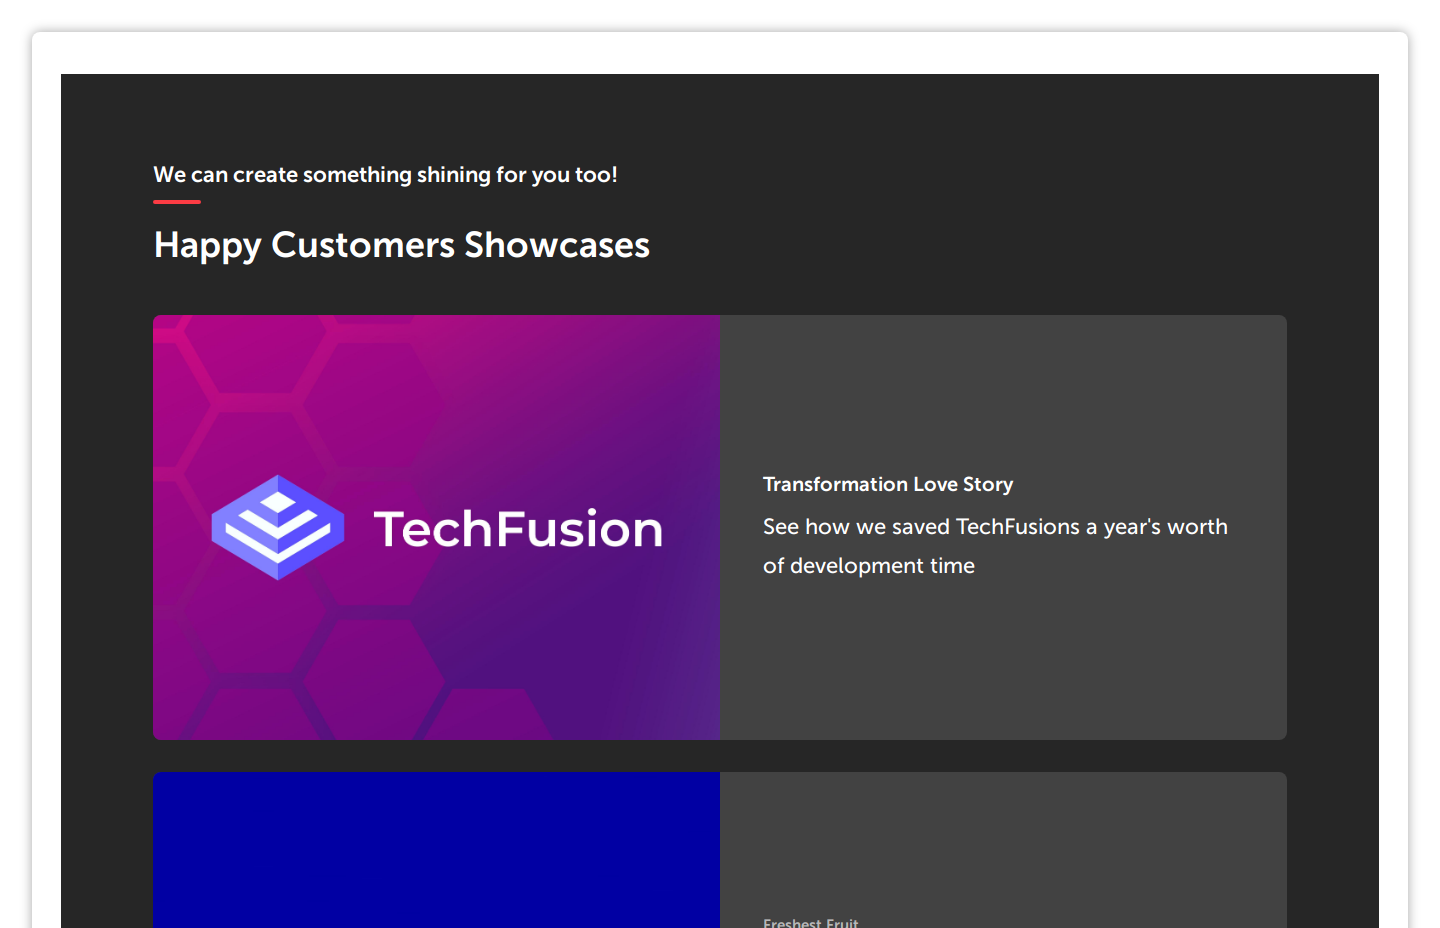 We can create something shining for you too!
Happy Customers Showcases
TechFusion
Transformation Love Story
See how we saved TechFusions a year's worth
of development time
Freshest Fruit